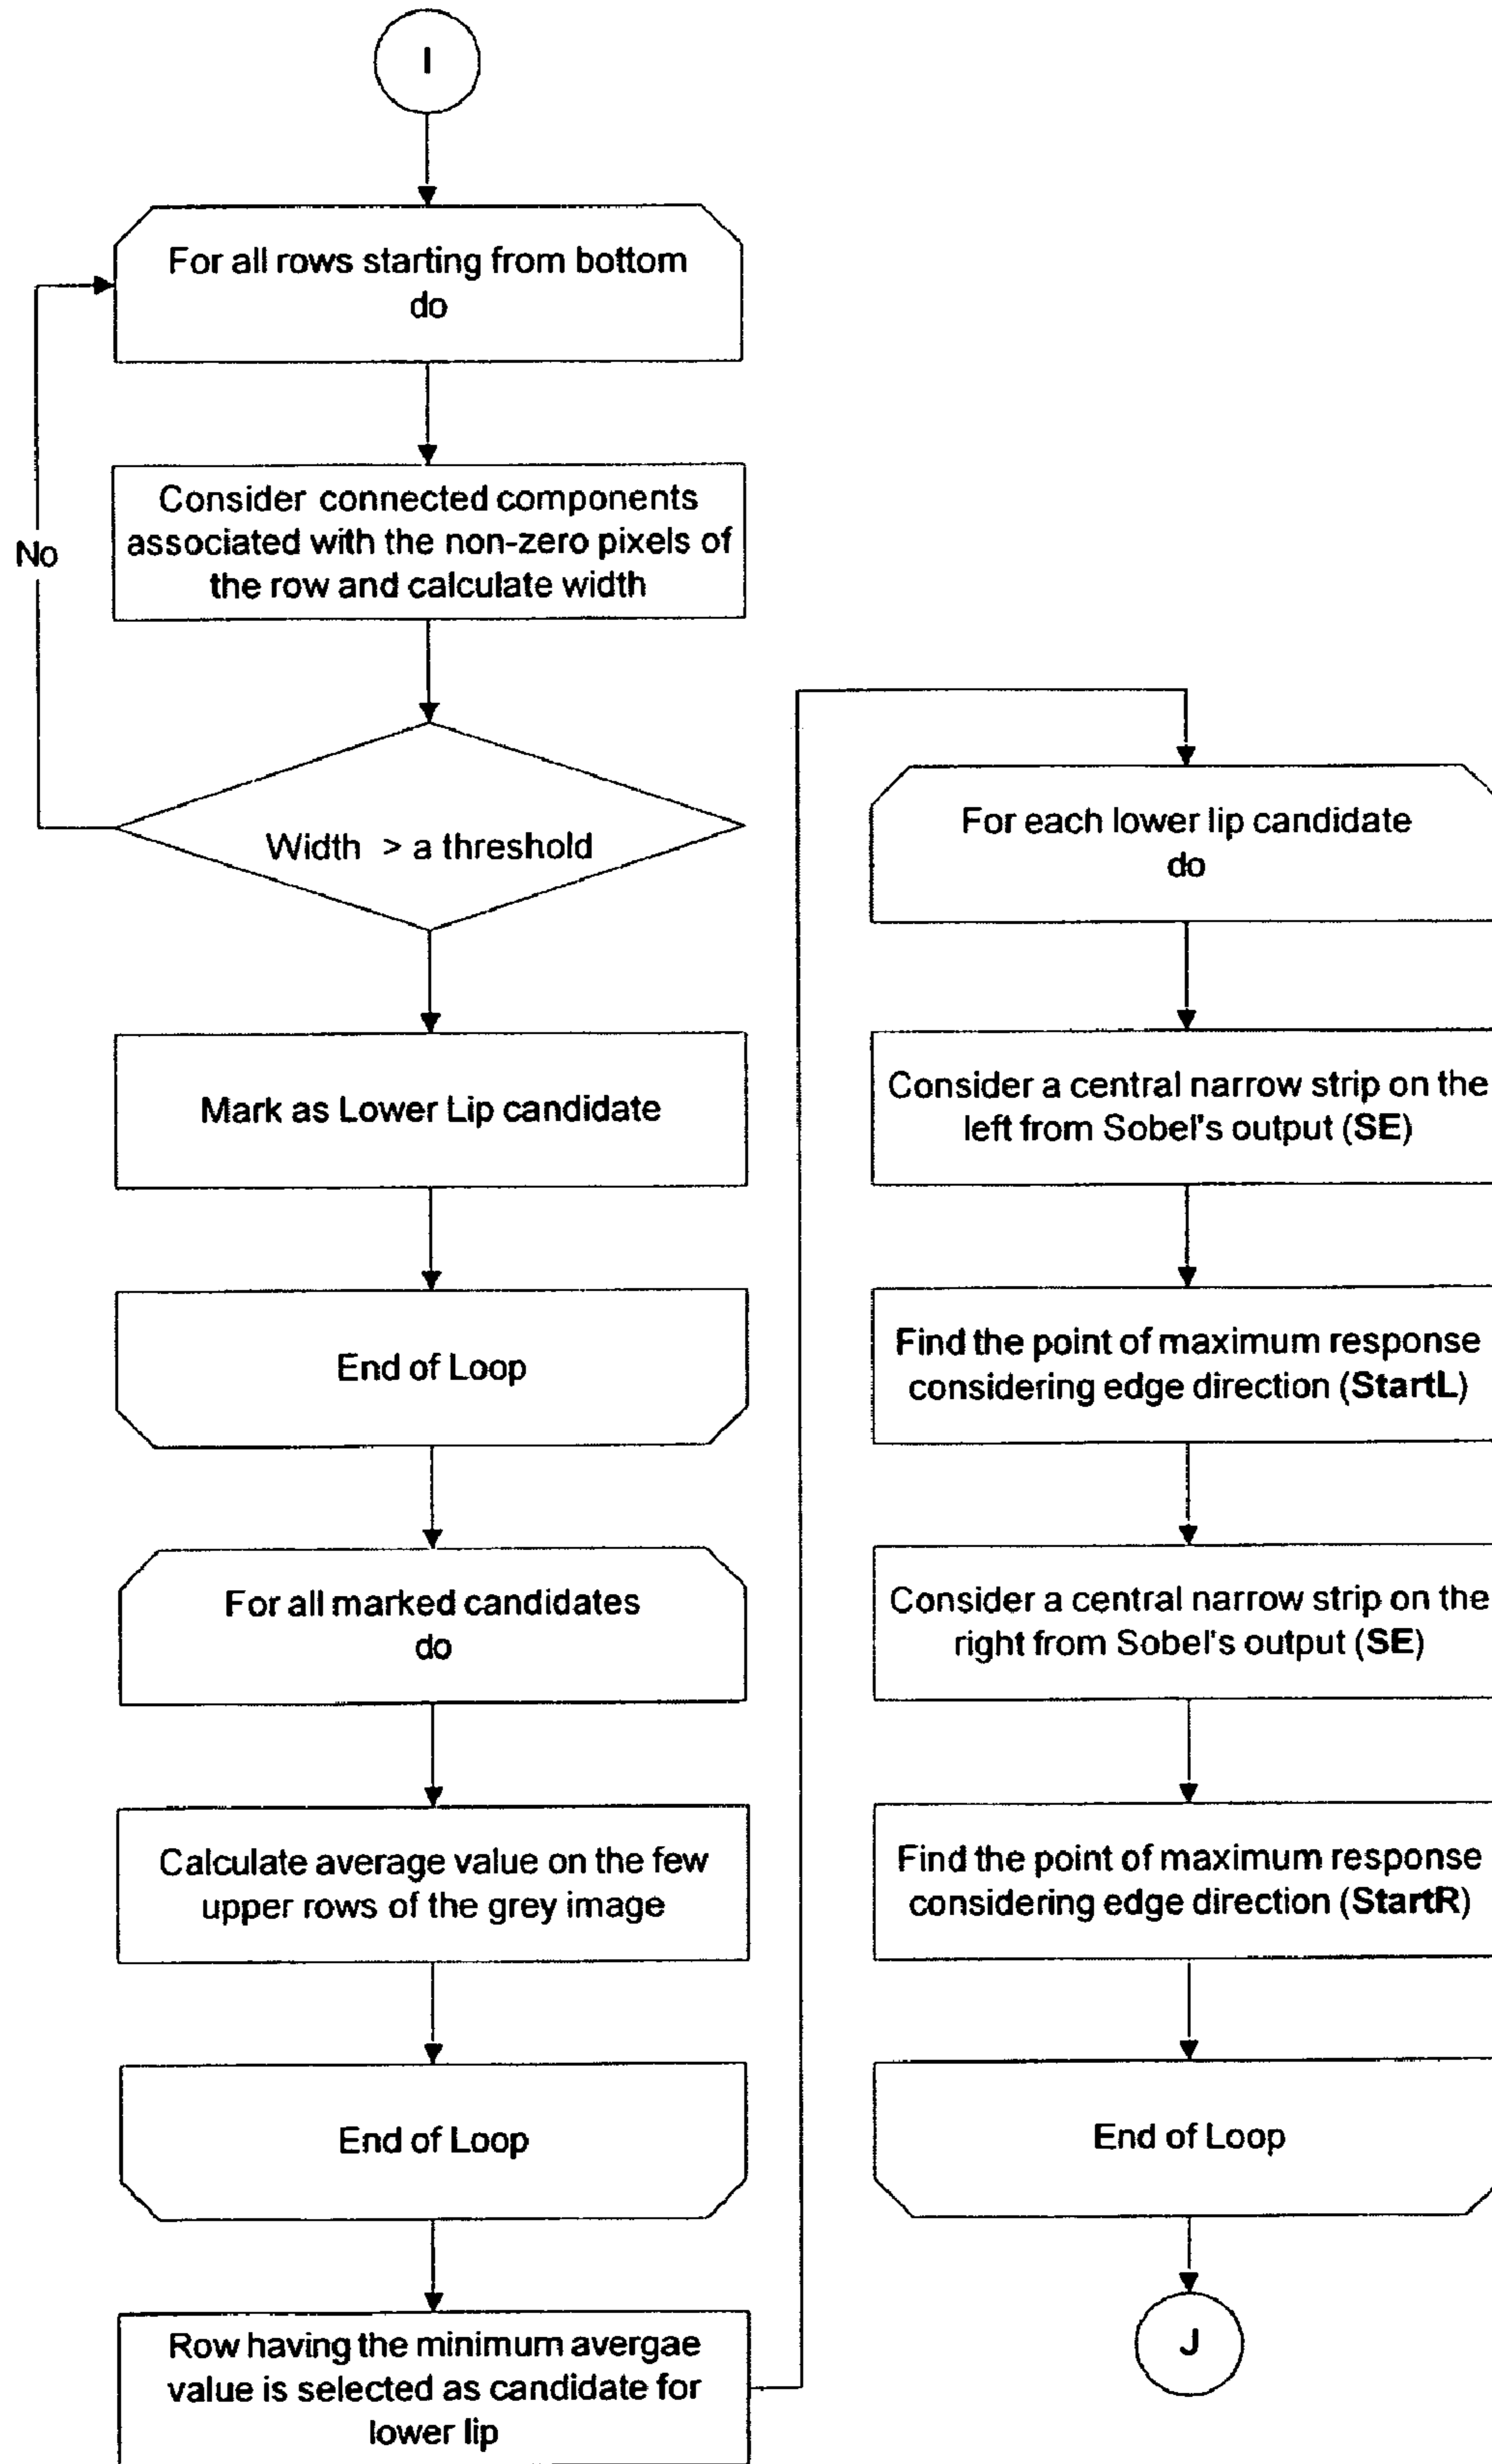 I
For all rows starting from bottom
do
Consider connected components
associated with the non-zero pixels of
the row and calculate width
No
Width > a threshold
Mark as Lower Lip candidate
End of Loop
For all marked candidates
do
Calculate average value on the few
upper rows of the grey image
End of Loop
Row having the minimum avergae
value is selected as candidate for
lower lip
For each lower lip candidate
do
Consider a central narrow strip on the
left from Sobel's output (SE)
Find the point of maximum response
considering edge direction (StartL)
Consider a central narrow strip on the
right from Sobel's output (SE)
Find the point of maximum response
considering edge direction (StartR)
End of Loop
J